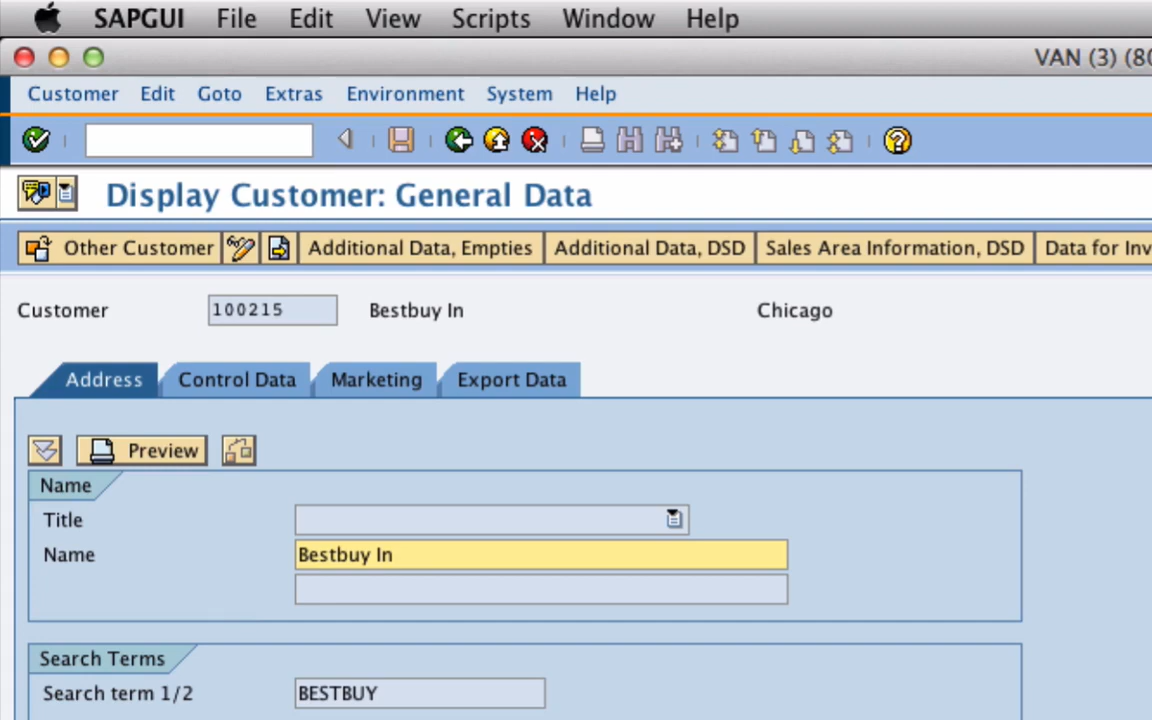 SAPGUI File Edit View Scripts Window Help
VAN (3) (80
Customer Edit Goto Extras Environment System Help
Display Customer: General Data
Other Customer Additional Data, Empties Additional Data, DSD Sales Area Information, DSD Data for Inv
Customer 100215 Bestbuy In Chicago
Address Control Data Marketing Export Data
Preview
Name
Title
Name Bestbuy In
Search Terms
Search term 1/2 BESTBUY